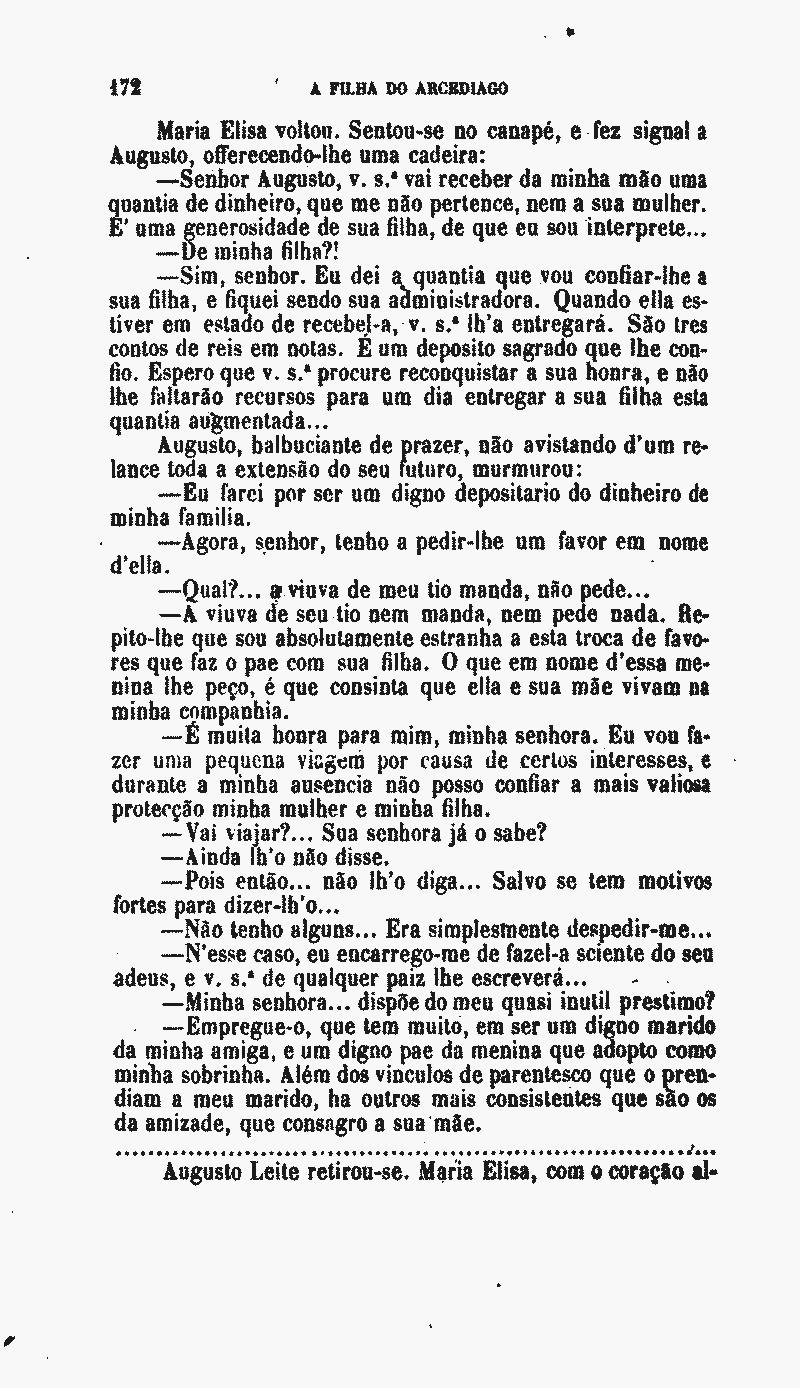 172 A FILHA DO ARCEDIAGO
Maria Elisa voltou. Sentou-se no canapé, e fez signal a
Augusto, offerecendo-lhe uma cadeira:
—Senhor Augusto, v. s.ª vai receber da minha mão uma
quantia de dinheiro, que me não pertence, nem a sua mulher.
E' uma generosidade de sua filha, de que eu sou interprete...
—De minha filha?!
—Sim, senhor. Eu dei a quantia que vou confiar-lhe a
sua filha, e fiquei sendo sua administradora. Quando ella es-
tiver em estado de recebel-a, v. s.ª lh'a entregará. São tres
contos de reis em notas. É um deposito sagrado que lhe con-
fio. Espero que v. s.ª procure reconquistar a sua honra, e não
lhe faltarão recursos para um dia entregar a sua filha esta
quantia augmentada...
Augusto, balbuciante de prazer, não avistando d'um re-
lance toda a extensão do seu futuro, murmurou:
—Eu farei por ser um digno depositario do dinheiro de
minha familia.
—Agora, senhor, tenho a pedir-lhe um favor em nome
d'ella.
—Qual?... a viuva de meu tio manda, não pede...
—A viuva de seu tio nem manda, nem pede nada. Re-
pito-lhe que sou absolutamente estranha a esta troca de favo-
res que faz o pae com sua filha. O que em nome d'essa me-
nina lhe peço, é que consinta que ella e sua mãe vivam na
minha companhia.
—É muita honra para mim, minha senhora. Eu vou fa-
zer uma pequena viagem por causa de certos interesses, e
durante a minha ausencia não posso confiar a mais valiosa
protecção minha mulher e minha filha.
—Vai viajar?... Sua senhora já o sabe?
—Ainda lh'o não disse.
—Pois então... não lh'o diga... Salvo se tem motivos
fortes para dizer-lh'o...
—Não tenho alguns... Era simplesmente despedir-me...
—N'esse caso, eu encarrego-me de fazel-a sciente do seu
adeus, e v. s.ª de qualquer paiz lhe escreverá...
—Minha senhora... dispõe do meu quasi inutil prestimo?
—Empregue-o, que tem muito, em ser um digno marido
da minha amiga, e um digno pae da menina que adopto como
minha sobrinha. Além dos vinculos de parentesco que o pren-
diam a meu marido, ha outros mais consistentes que são os
da amizade, que consagro a sua mãe.
................................................................
Augusto Leite retirou-se. Maria Elisa, com o coração al-